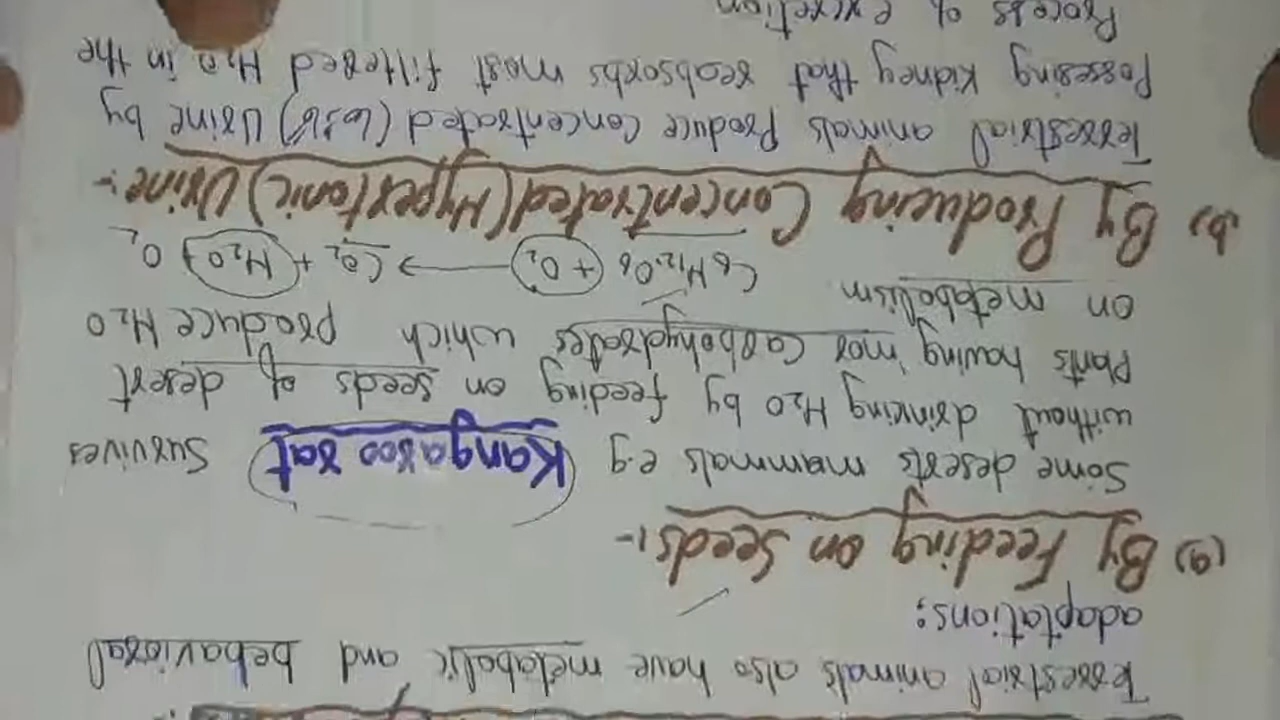 Terrestrial animals also have metabolic and behavioral
adaptations:
(a) By Feeding on Seeds:-
Some deserts mammals e.g Kangaroo rat survives
without drinking H₂O by feeding on seeds of desert
Plants having mor carbohydrates which produce H₂O
on metabolism C₆H₁₂O₆ + O₂ → CO₂ + H₂O + O₂
b) By Producing Concentrated (Hypertonic) Urine:-
Terrestrial animals Produce Concentrated ( ) Urine by
Possesing Kidney that reabsorbs most filtered H₂O in the
Process of excretion